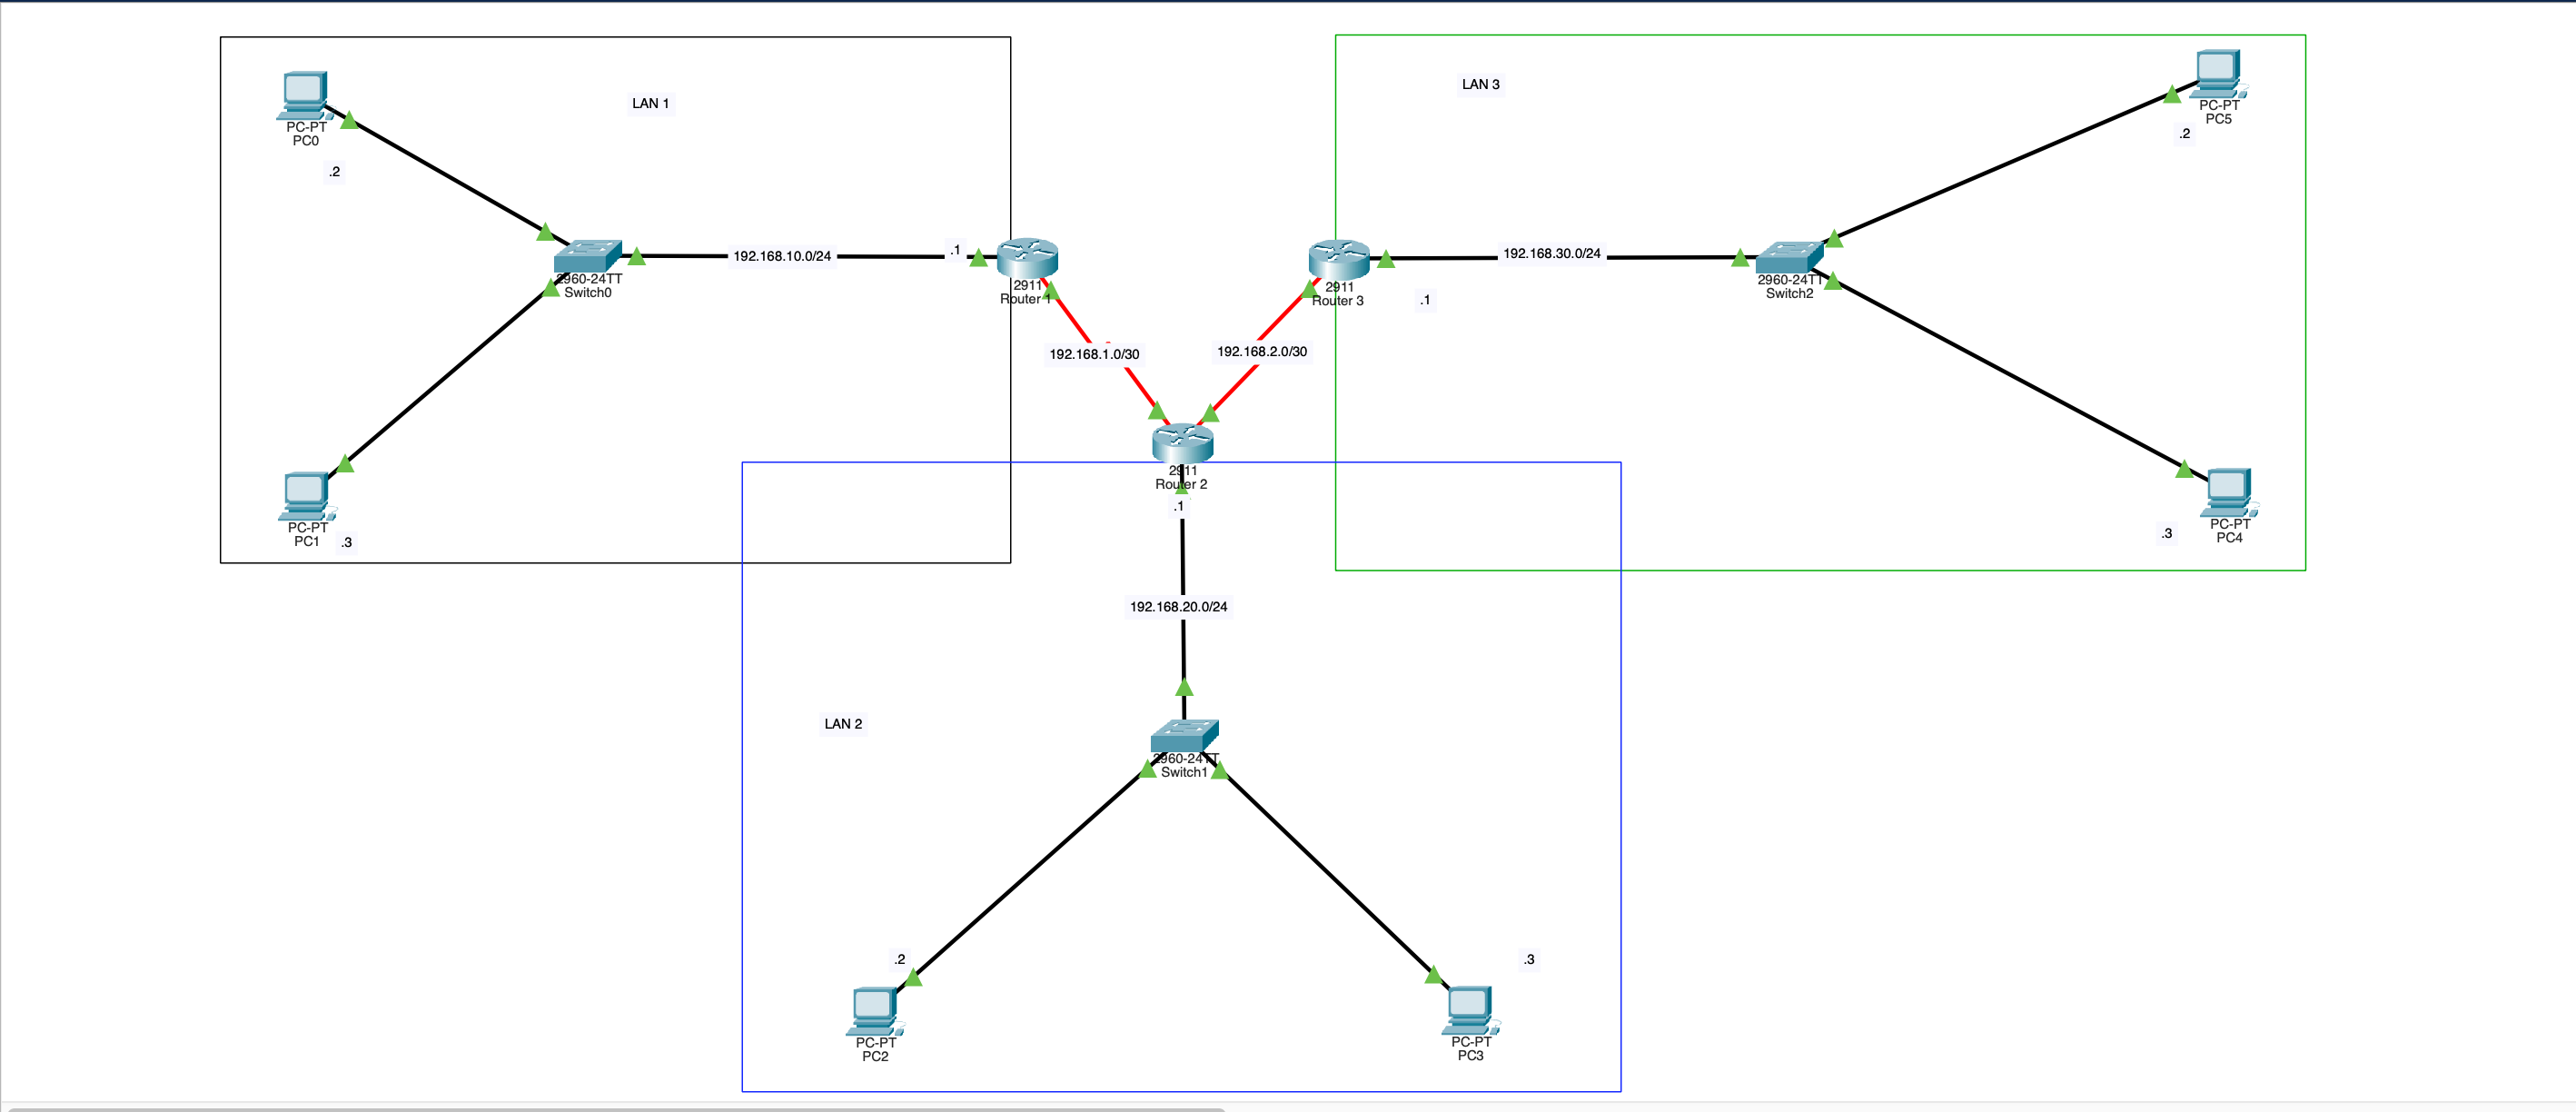 LAN 1
PC-PT
PC0
.2
192.168.10.0/24
.1
2960-24TT
Switch0
2911
Router 1
PC-PT
PC1
.3
LAN 3
PC-PT
PC5
.2
2911
Router 3
.1
192.168.30.0/24
2960-24TT
Switch2
PC-PT
PC4
.3
192.168.1.0/30
192.168.2.0/30
2911
Router 2
.1
192.168.20.0/24
LAN 2
2960-24TT
Switch1
.2
PC-PT
PC2
.3
PC-PT
PC3